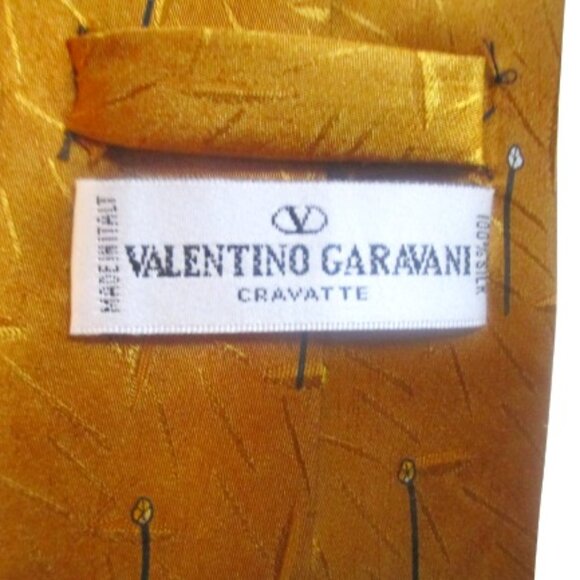 MADE IN ITALY
V
VALENTINO GARAVANI
CRAVATTE
100% SILK